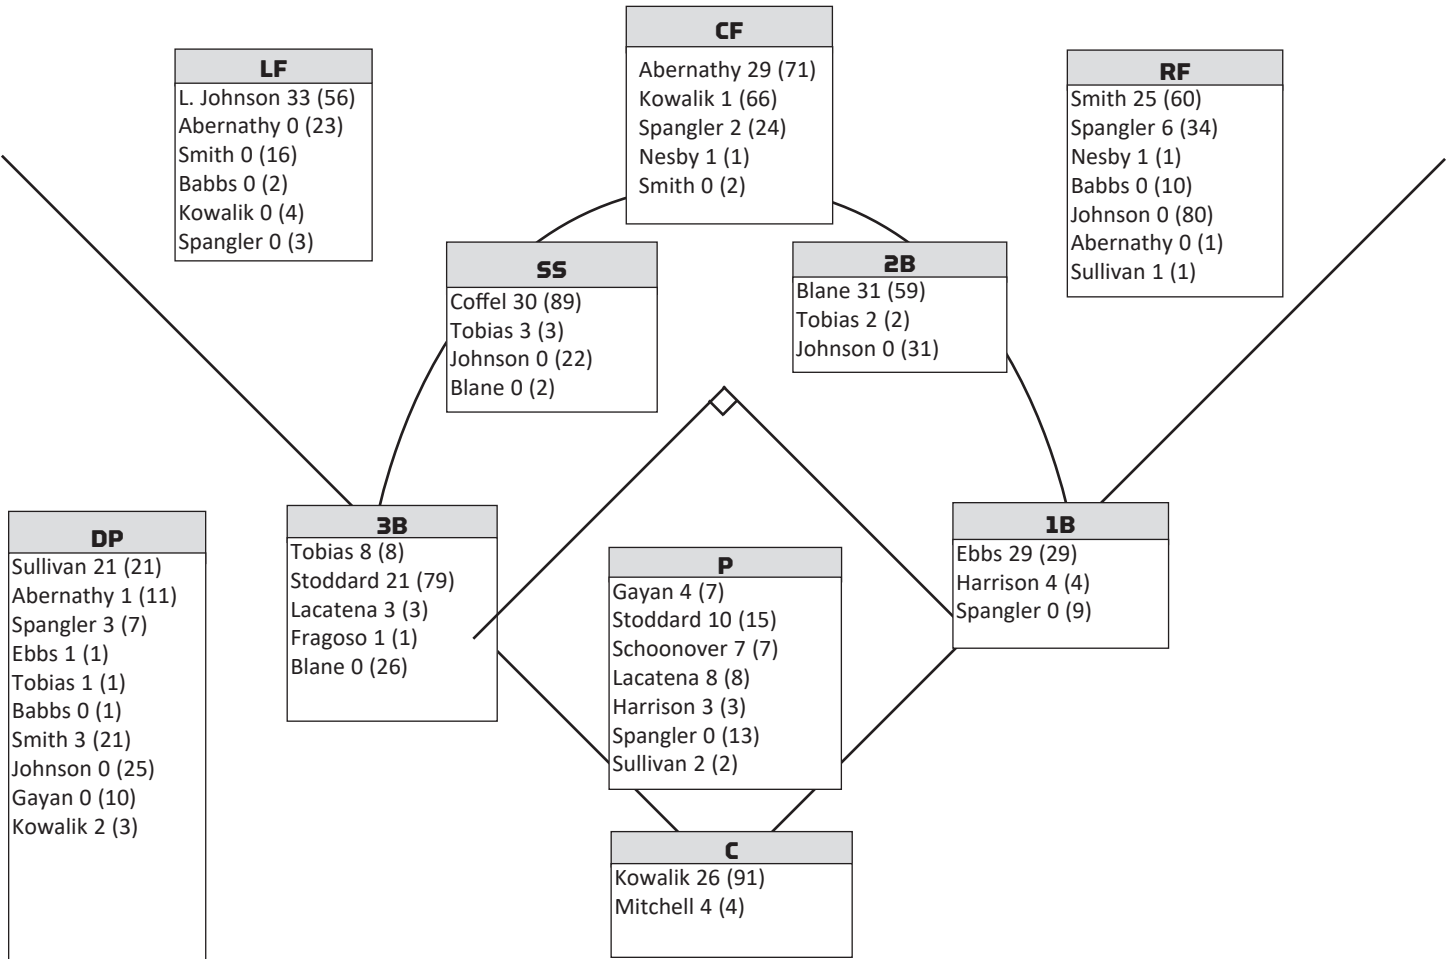 CF
Abernathy 29 (71)
Kowalik 1 (66)
Spangler 2 (24)
Nesby 1 (1)
Smith 0 (2)
LF
L. Johnson 33 (56)
Abernathy 0 (23)
Smith 0 (16)
Babbs 0 (2)
Kowalik 0 (4)
Spangler 0 (3)
RF
Smith 25 (60)
Spangler 6 (34)
Nesby 1 (1)
Babbs 0 (10)
Johnson 0 (80)
Abernathy 0 (1)
Sullivan 1 (1)
SS
Coffel 30 (89)
Tobias 3 (3)
Johnson 0 (22)
Blane 0 (2)
2B
Blane 31 (59)
Tobias 2 (2)
Johnson 0 (31)
DP
Sullivan 21 (21)
Abernathy 1 (11)
Spangler 3 (7)
Ebbs 1 (1)
Tobias 1 (1)
Babbs 0 (1)
Smith 3 (21)
Johnson 0 (25)
Gayan 0 (10)
Kowalik 2 (3)
3B
Tobias 8 (8)
Stoddard 21 (79)
Lacatena 3 (3)
Fragoso 1 (1)
Blane 0 (26)
P
Gayan 4 (7)
Stoddard 10 (15)
Schoonover 7 (7)
Lacatena 8 (8)
Harrison 3 (3)
Spangler 0 (13)
Sullivan 2 (2)
1B
Ebbs 29 (29)
Harrison 4 (4)
Spangler 0 (9)
C
Kowalik 26 (91)
Mitchell 4 (4)